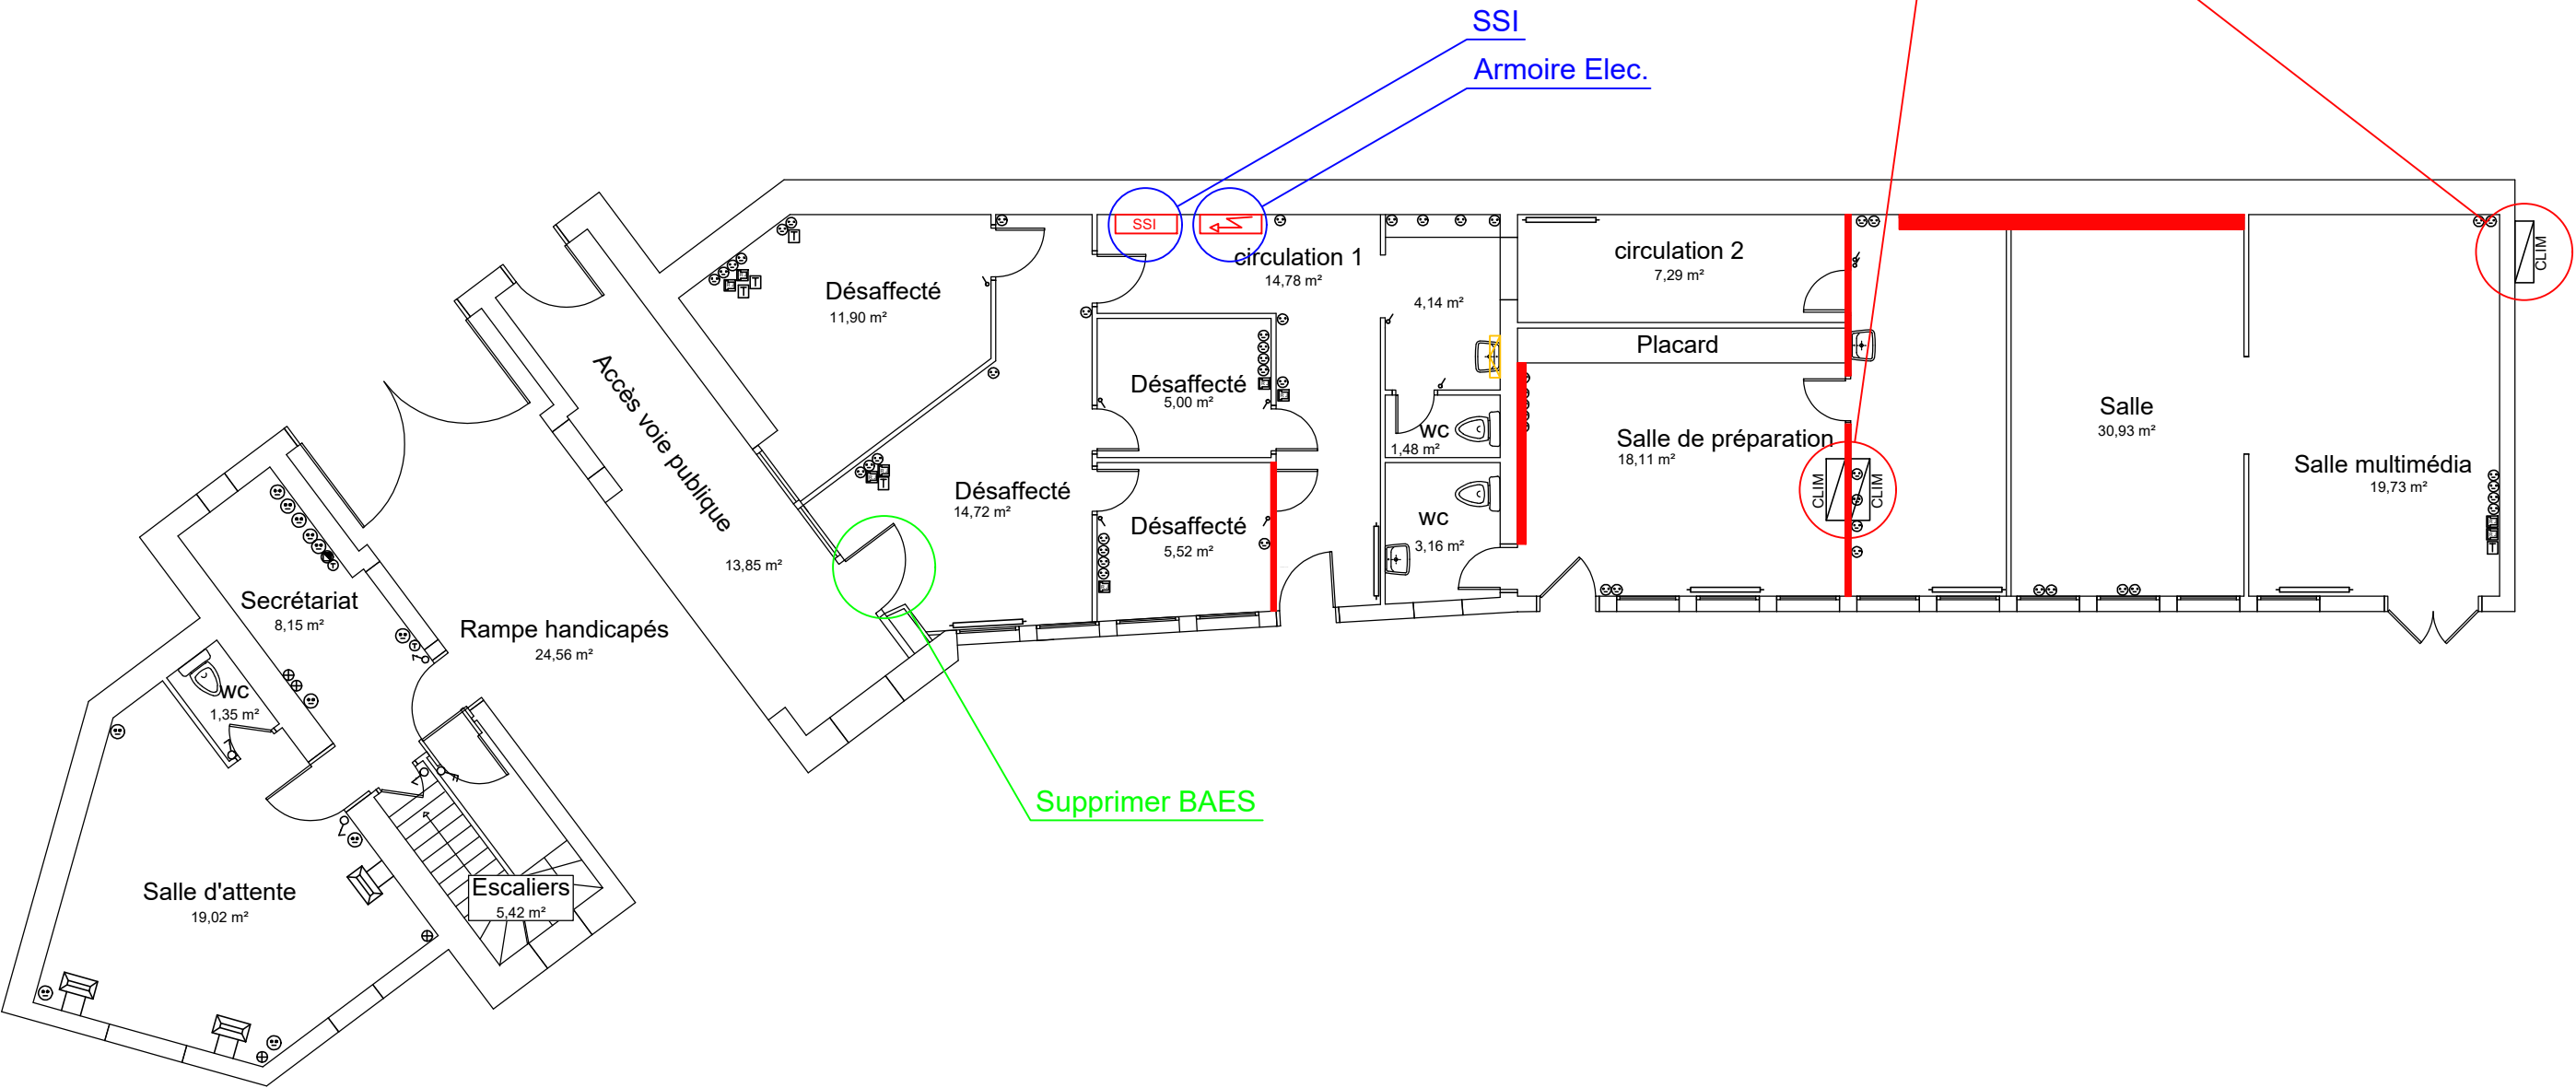 SSI
Armoire Elec.
SSI
CLIM
circulation 1
14,78 m²
circulation 2
7,29 m²
4,14 m²
Désaffecté
11,90 m²
Placard
Accès voie publique
13,85 m²
Désaffecté
5,00 m²
Salle
30,93 m²
wc
1,48 m²
Salle de préparation
18,11 m²
Salle multimédia
19,73 m²
CLIM
CLIM
Désaffecté
14,72 m²
Désaffecté
5,52 m²
wc
3,16 m²
Secrétariat
8,15 m²
Rampe handicapés
24,56 m²
wc
1,35 m²
Supprimer BAES
Salle d'attente
19,02 m²
Escaliers
5,42 m²
T
T
T
T
T
T
T